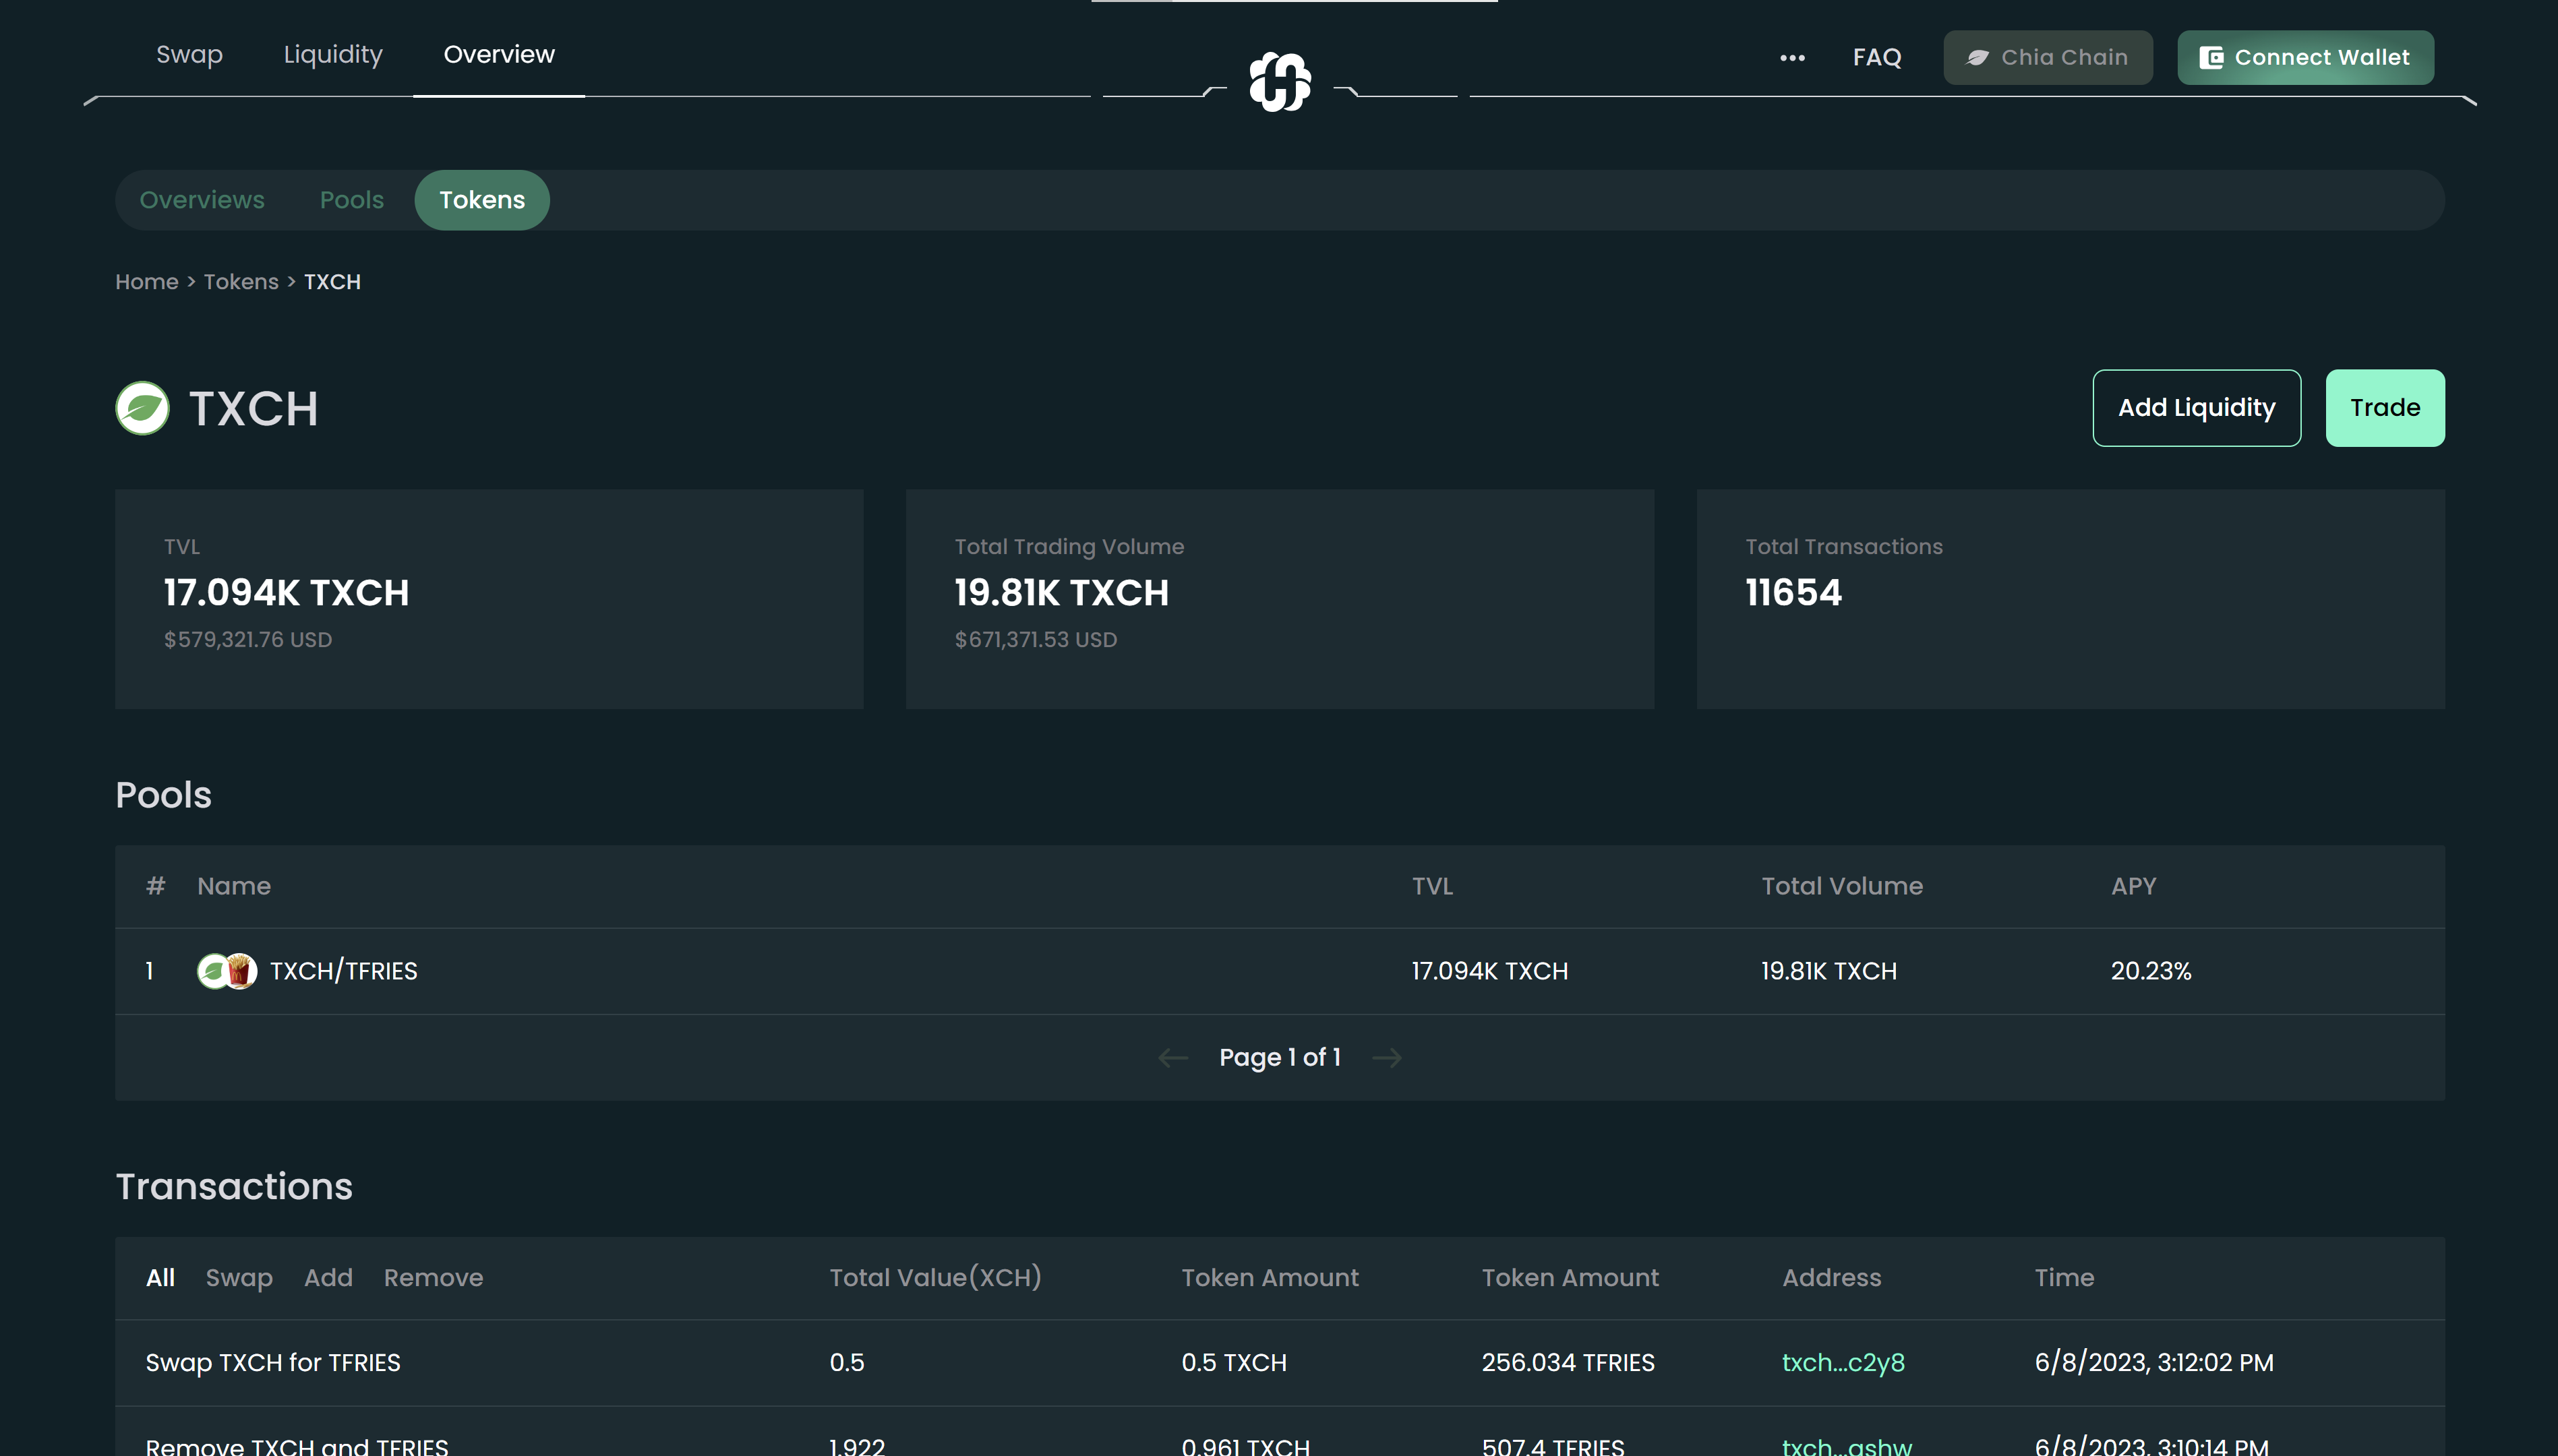 Swap Liquidity Overview ••• FAQ Chia Chain Connect Wallet
Overviews Pools Tokens
Home > Tokens > TXCH
TXCH Add Liquidity Trade
TVL Total Trading Volume Total Transactions
17.094K TXCH 19.81K TXCH 11654
$579,321.76 USD $671,371.53 USD
Pools
# Name TVL Total Volume APY
1 TXCH/TFRIES 17.094K TXCH 19.81K TXCH 20.23%
Page 1 of 1
Transactions
All Swap Add Remove Total Value(XCH) Token Amount Token Amount Address Time
Swap TXCH for TFRIES 0.5 0.5 TXCH 256.034 TFRIES txch...c2y8 6/8/2023, 3:12:02 PM
Remove TXCH and TFRIES 1.922 0.961 TXCH 507.4 TFRIES txch...qshw 6/8/2023, 3:10:14 PM